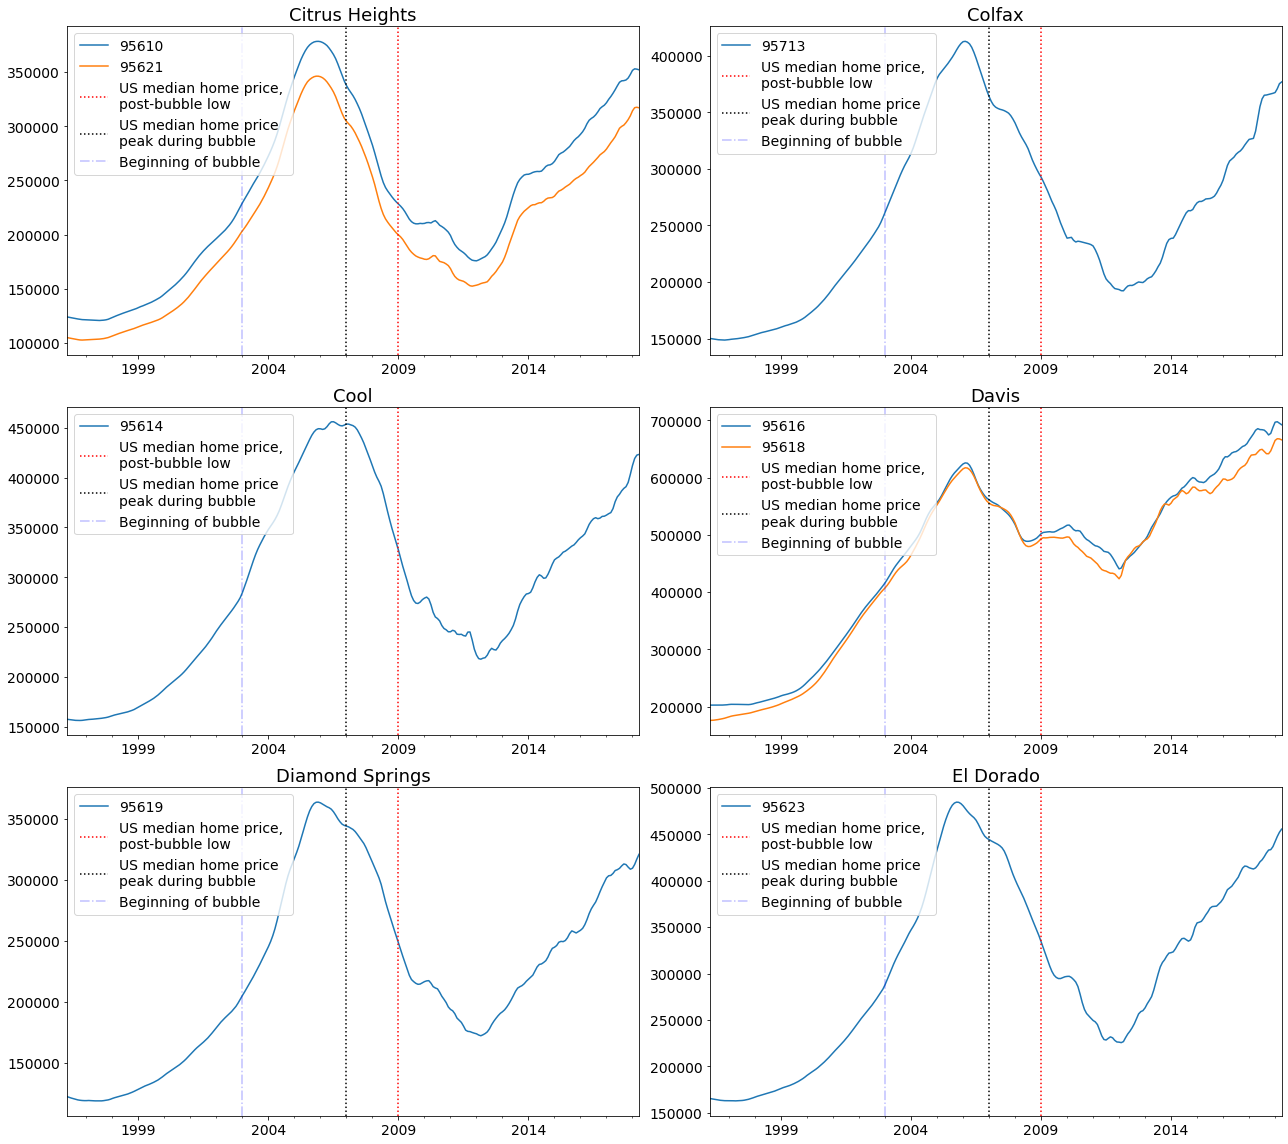 Citrus Heights
95610
95621
US median home price,
post-bubble low
US median home price
peak during bubble
Beginning of bubble
350000
300000
250000
200000
150000
100000
1999
2004
2009
2014
Colfax
95713
US median home price,
post-bubble low
US median home price
peak during bubble
Beginning of bubble
400000
350000
300000
250000
200000
150000
1999
2004
2009
2014
Cool
95614
US median home price,
post-bubble low
US median home price
peak during bubble
Beginning of bubble
450000
400000
350000
300000
250000
200000
150000
1999
2004
2009
2014
Davis
95616
95618
US median home price,
post-bubble low
US median home price
peak during bubble
Beginning of bubble
700000
600000
500000
400000
300000
200000
1999
2004
2009
2014
Diamond Springs
95619
US median home price,
post-bubble low
US median home price
peak during bubble
Beginning of bubble
350000
300000
250000
200000
150000
1999
2004
2009
2014
El Dorado
95623
US median home price,
post-bubble low
US median home price
peak during bubble
Beginning of bubble
500000
450000
400000
350000
300000
250000
200000
150000
1999
2004
2009
2014